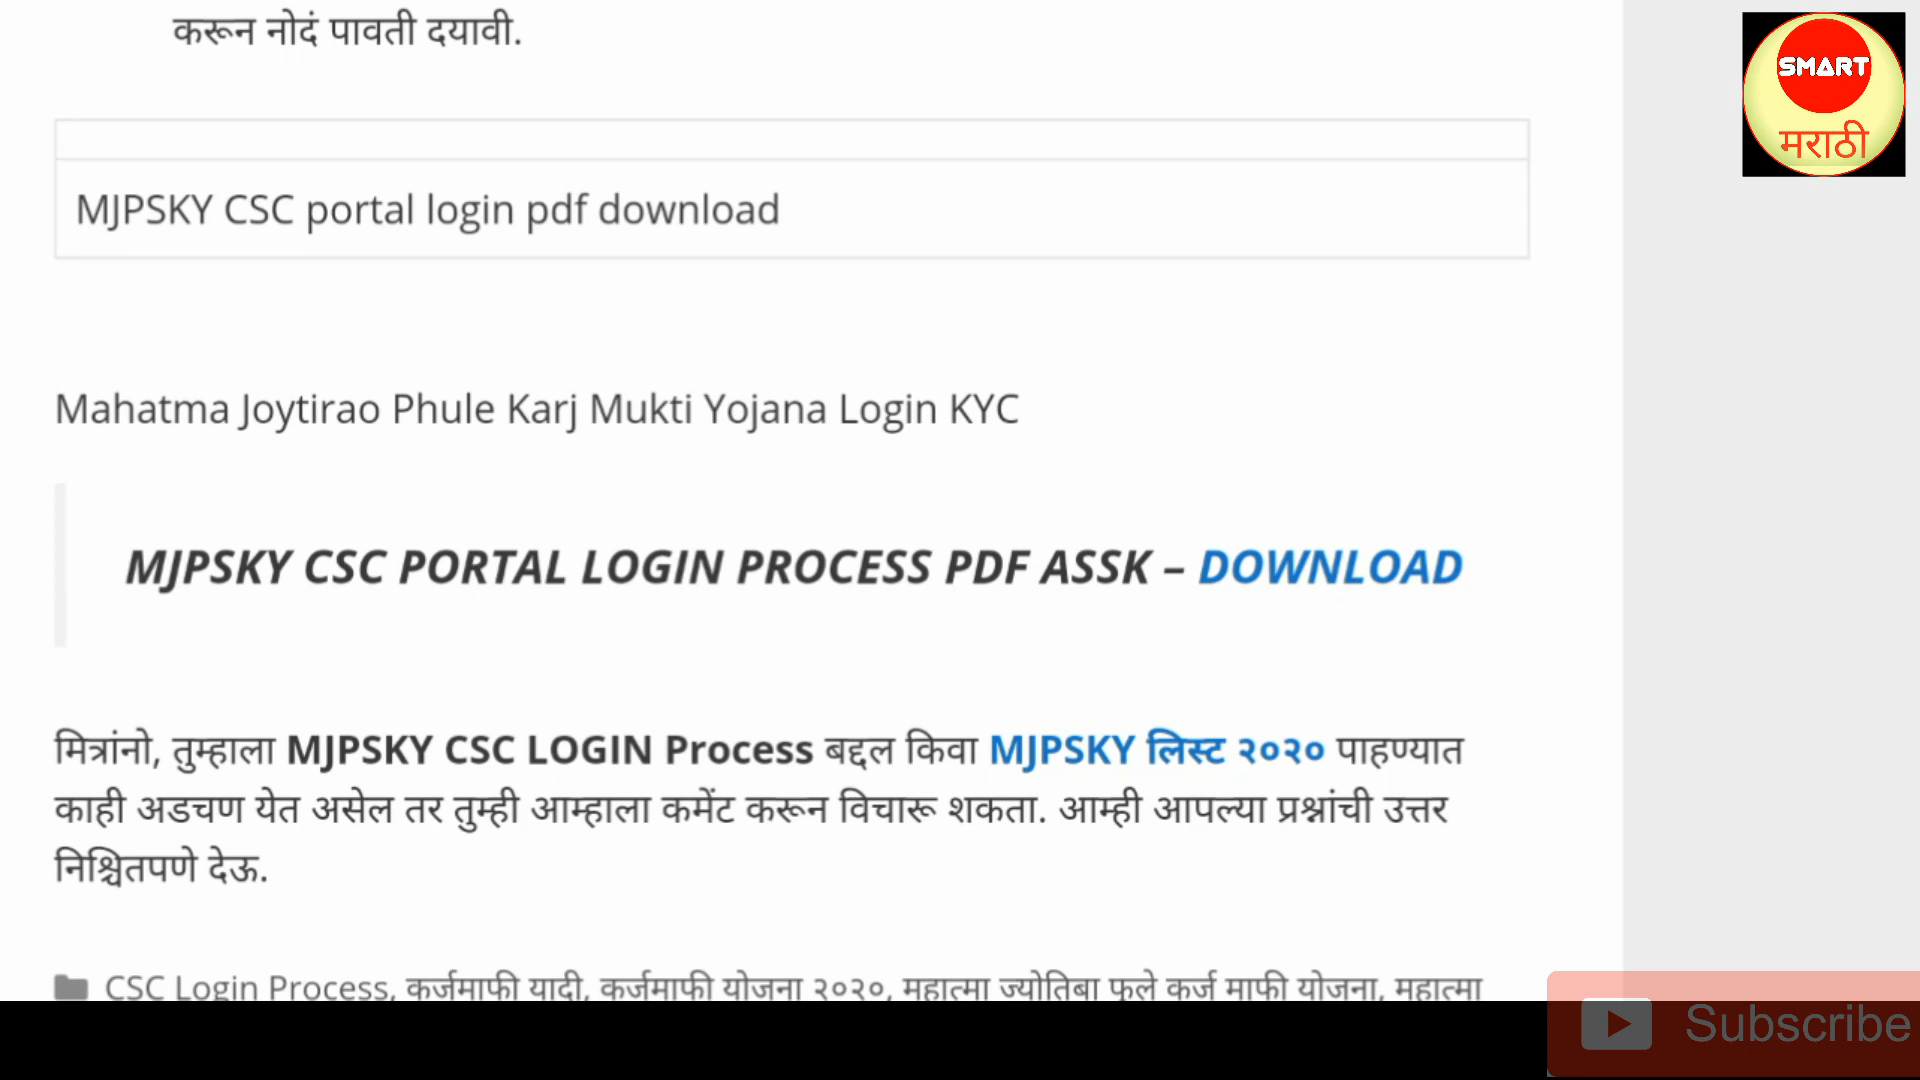 करून नोदं पावती दयावी.
SMART
मराठी
MJPSKY CSC portal login pdf download
Mahatma Joytirao Phule Karj Mukti Yojana Login KYC
MJPSKY CSC PORTAL LOGIN PROCESS PDF ASSK – DOWNLOAD
मित्रांनो, तुम्हाला MJPSKY CSC LOGIN Process बद्दल किवा MJPSKY लिस्ट २०२० पाहण्यात
काही अडचण येत असेल तर तुम्ही आम्हाला कमेंट करून विचारू शकता. आम्ही आपल्या प्रश्नांची उत्तर
निश्चितपणे देऊ.
CSC Login Process, कर्जमाफी यादी, कर्जमाफी योजना २०२०, महात्मा ज्योतिबा फुले कर्ज माफी योजना, महात्मा
Subscribe